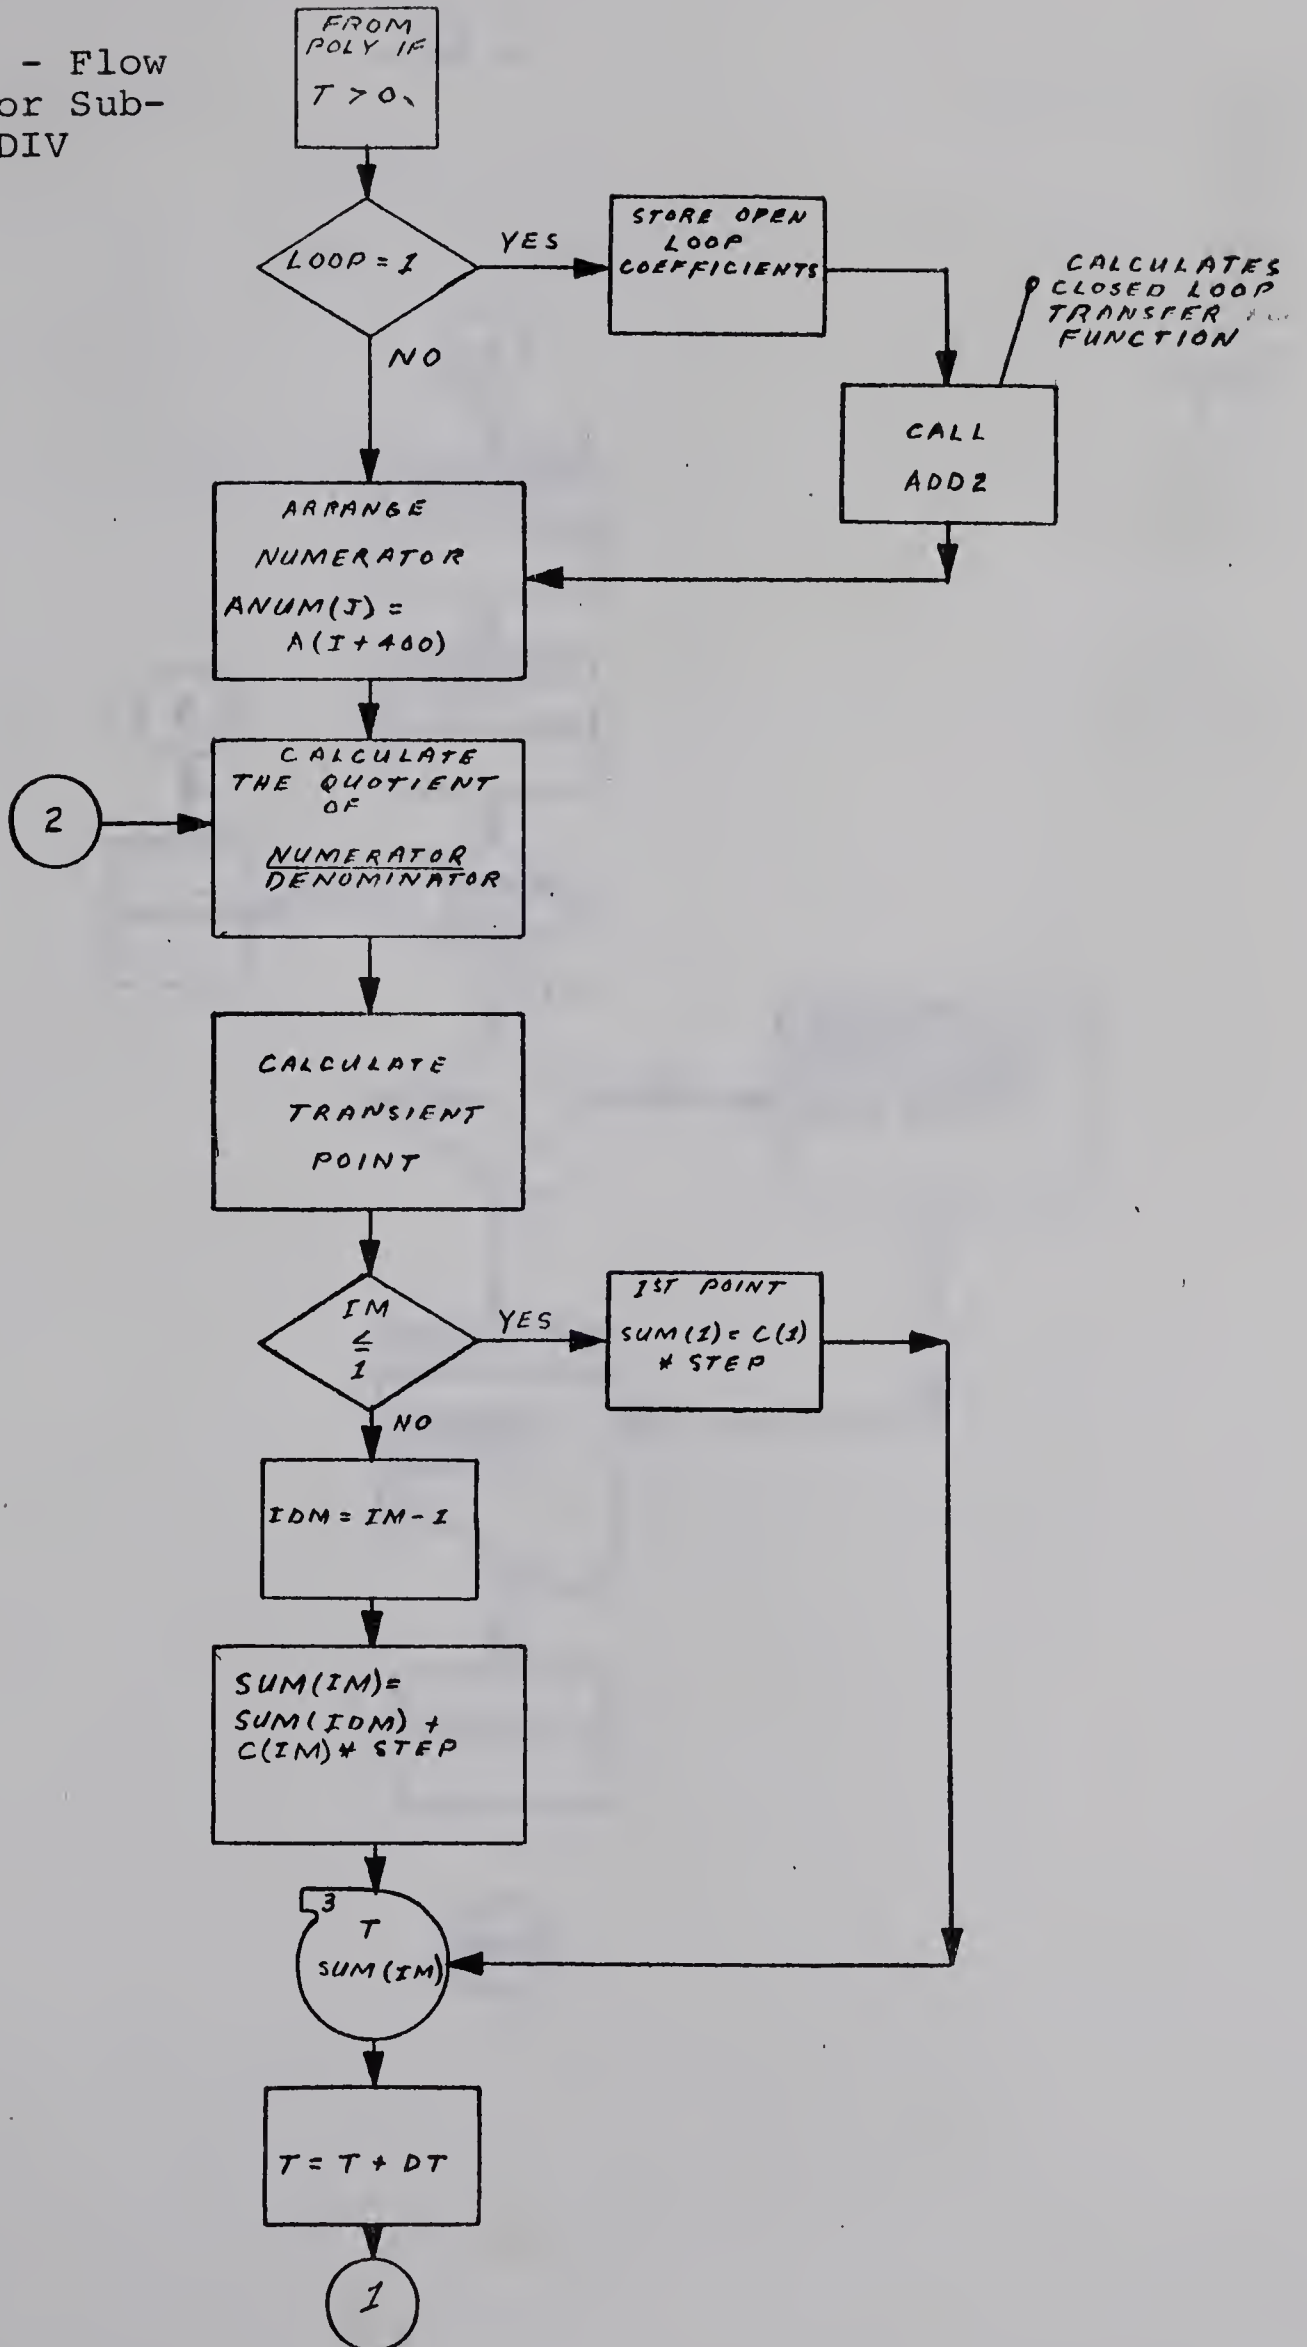 - Flow
or Sub-
DIV
FROM
POLY IF
T > 0.
LOOP = 1
YES
NO
STORE OPEN
LOOP
COEFFICIENTS
CALCULATES
CLOSED LOOP
TRANSFER
FUNCTION
CALL
ADD2
ARRANGE
NUMERATOR
ANUM(J) =
A(I+400)
2
CALCULATE
THE QUOTIENT
OF
NUMERATOR
DENOMINATOR
CALCULATE
TRANSIENT
POINT
IM
≤
1
YES
NO
1ST POINT
SUM(1) = C(1)
* STEP
IDM = IM-1
SUM(IM)=
SUM(IDM) +
C(IM)* STEP
3
T
SUM(IM)
T = T + DT
1